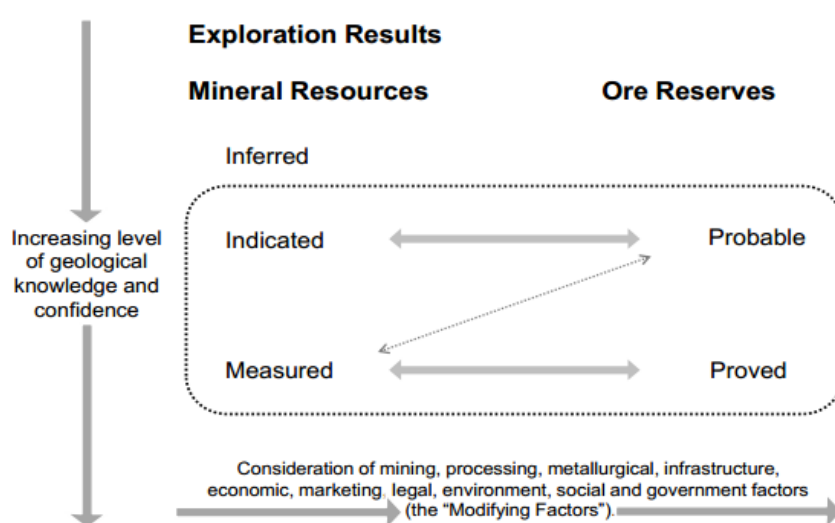 Exploration Results
Mineral Resources
Ore Reserves
Inferred
Indicated
Probable
Increasing level
of geological
knowledge and
confidence
Measured
Proved
Consideration of mining, processing, metallurgical, infrastructure,
economic, marketing, legal, environment, social and government factors
(the “Modifying Factors”).